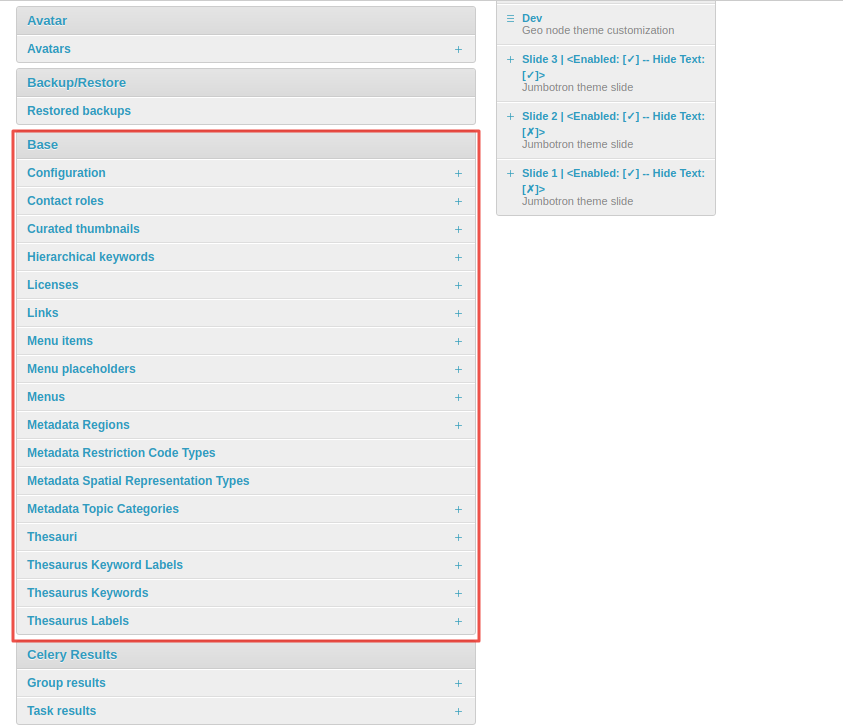 Avatar
Avatars
Backup/Restore
Restored backups
Base
Configuration
Contact roles
Curated thumbnails
Hierarchical keywords
Licenses
Links
Menu items
Menu placeholders
Menus
Metadata Regions
Metadata Restriction Code Types
Metadata Spatial Representation Types
Metadata Topic Categories
Thesauri
Thesaurus Keyword Labels
Thesaurus Keywords
Thesaurus Labels
Celery Results
Group results
Task results
Dev
Geo node theme customization
Slide 3 | <Enabled: [✓] -- Hide Text:
[✓]>
Jumbotron theme slide
Slide 2 | <Enabled: [✓] -- Hide Text:
[✗]>
Jumbotron theme slide
Slide 1 | <Enabled: [✓] -- Hide Text:
[✗]>
Jumbotron theme slide